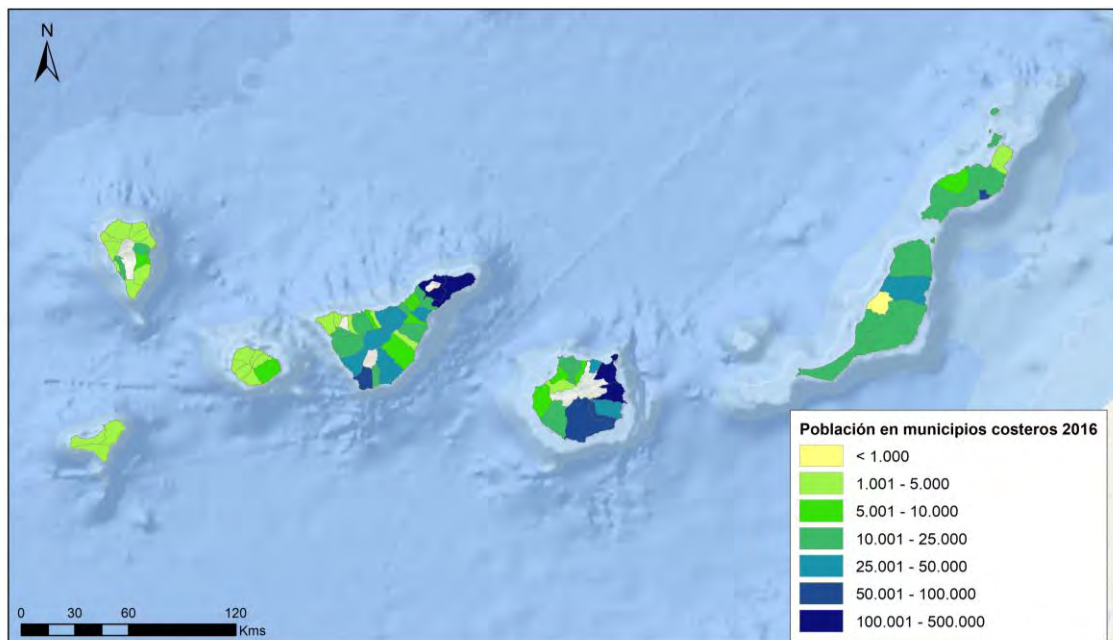 N
Población en municipios costeros 2016
< 1.000
1.001 - 5.000
5.001 - 10.000
10.001 - 25.000
25.001 - 50.000
50.001 - 100.000
100.001 - 500.000
0 30 60 120
Kms